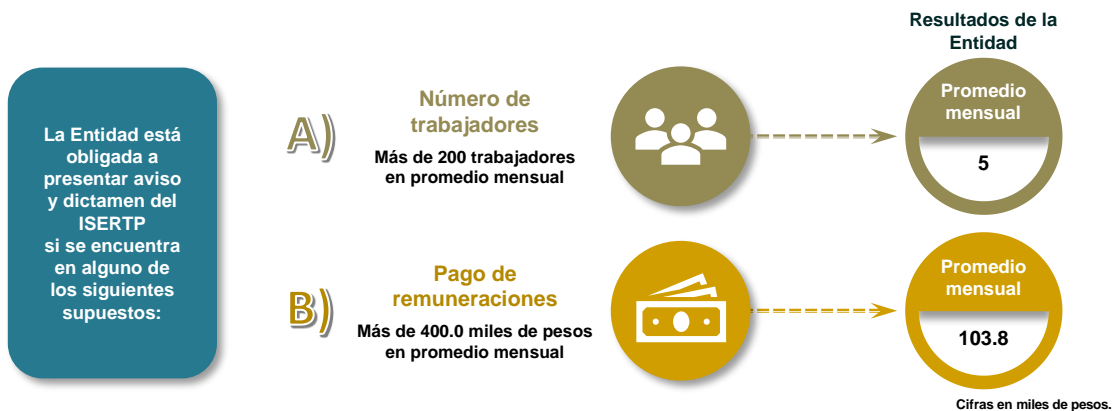 Resultados de la
Entidad
La Entidad está
obligada a
presentar aviso
y dictamen del
ISERTP
si se encuentra
en alguno de
los siguientes
supuestos:
A)
Número de
trabajadores
Más de 200 trabajadores
en promedio mensual
Promedio
mensual
5
B)
Pago de
remuneraciones
Más de 400.0 miles de pesos
en promedio mensual
Promedio
mensual
103.8
Cifras en miles de pesos.